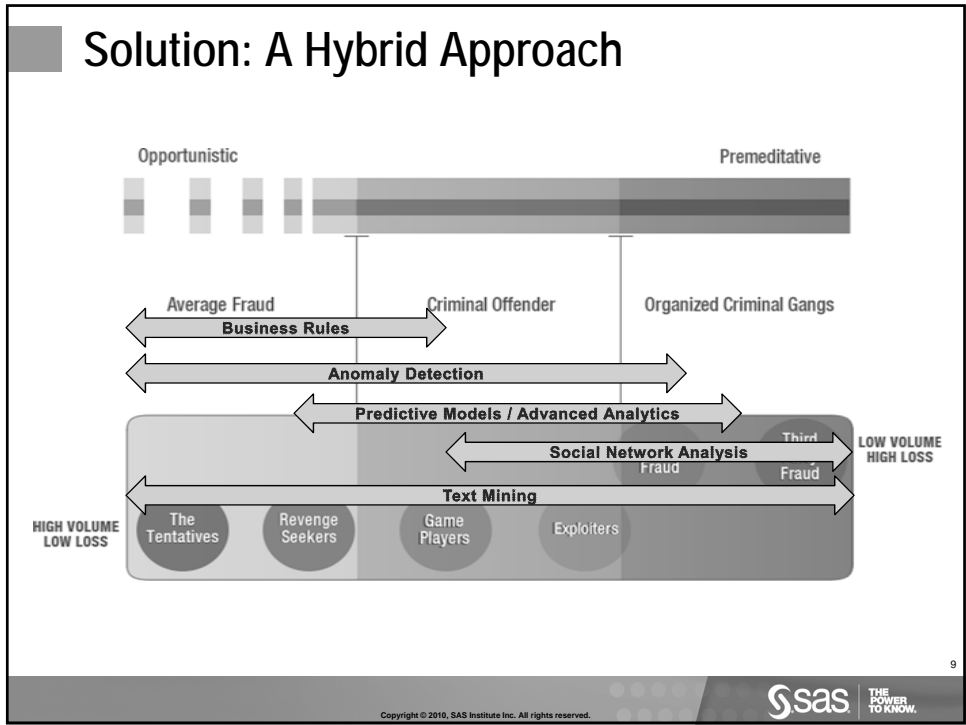 Solution: A Hybrid Approach
Opportunistic
Premeditative
Average Fraud
Criminal Offender
Organized Criminal Gangs
Business Rules
Anomaly Detection
Predictive Models / Advanced Analytics
Social Network Analysis
Fraud
Third
Fraud
LOW VOLUME
HIGH LOSS
Text Mining
HIGH VOLUME
LOW LOSS
The
Tentatives
Revenge
Seekers
Game
Players
Exploiters
9
Copyright © 2010, SAS Institute Inc. All rights reserved.
sas
THE
POWER
TO KNOW.